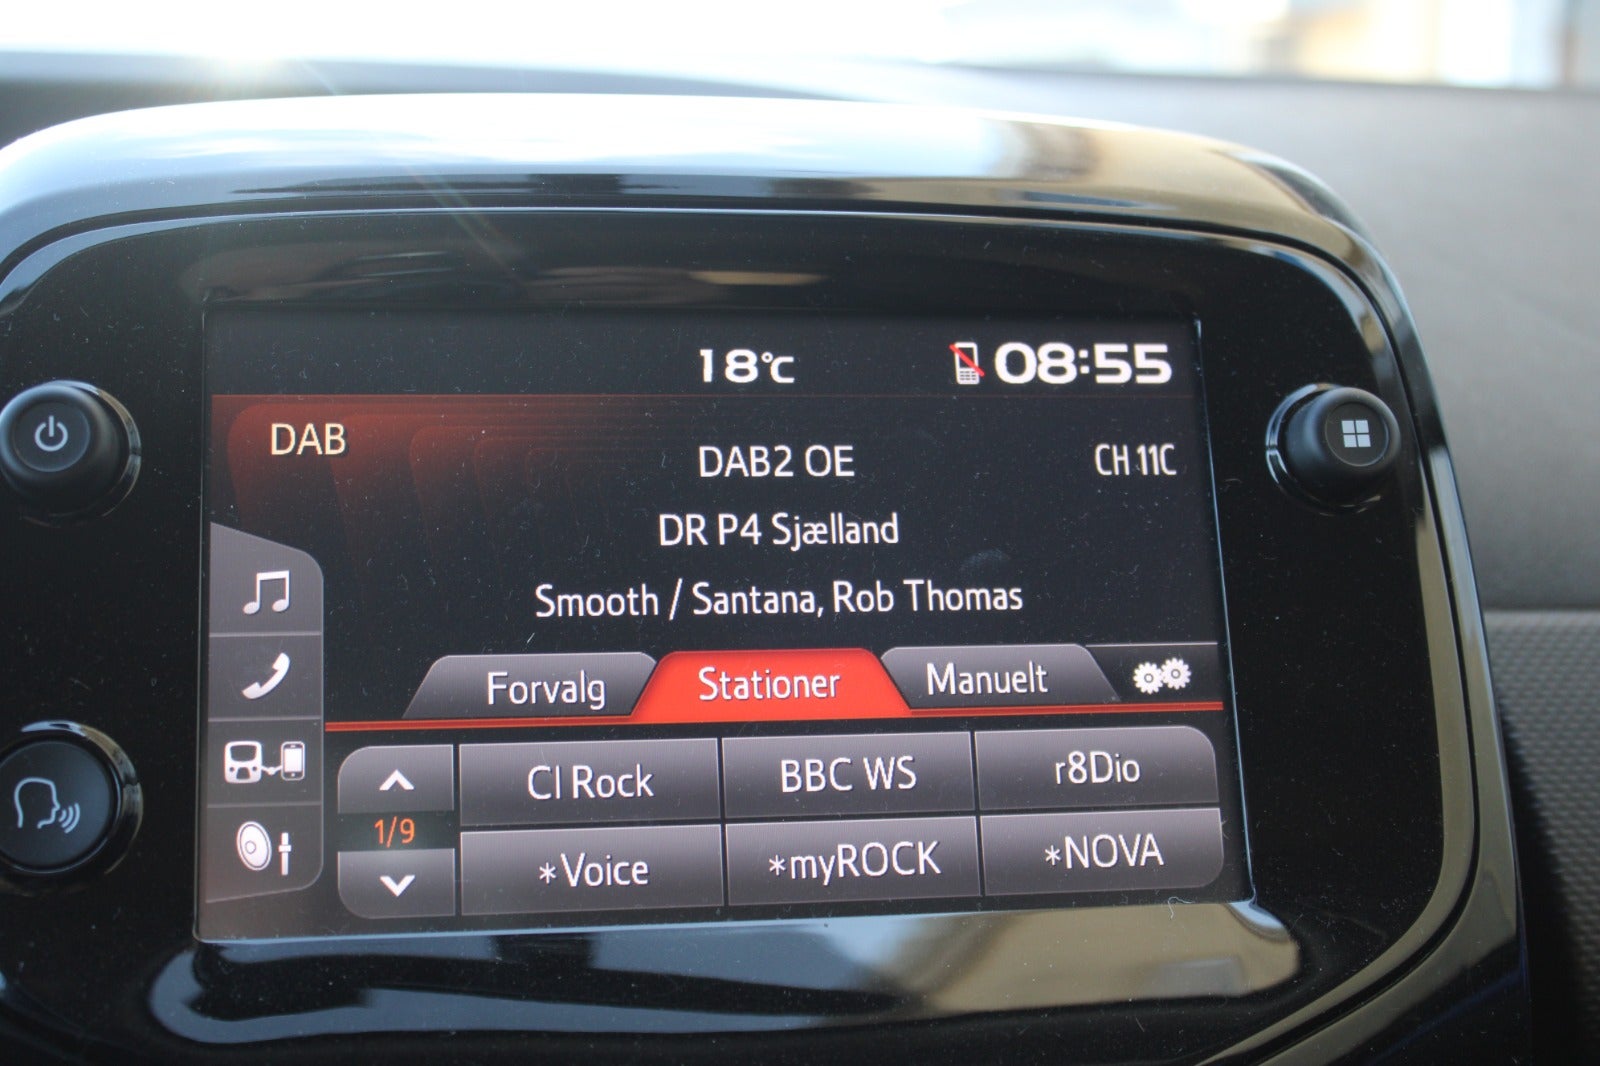 18°C
08:55
DAB
DAB2 OE
CH 11C
DR P4 Sjælland
Smooth / Santana, Rob Thomas
Forvalg
Stationer
Manuelt
CI Rock
BBC WS
r8Dio
1/9
*Voice
*myROCK
*NOVA